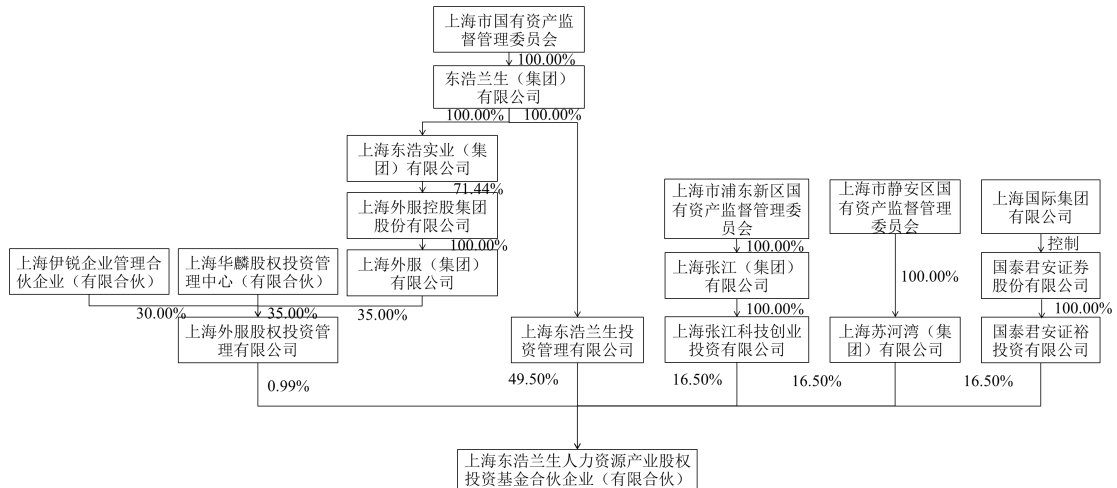 上海市国有资产监
督管理委员会
100.00%
东浩兰生（集团）
有限公司
100.00%
100.00%
上海东浩实业（集
团）有限公司
71.44%
上海外服控股集团
股份有限公司
上海市浦东新区国
有资产监督管理委
员会
上海市静安区国
有资产监督管理
委员会
上海国际集团
有限公司
100.00%
100.00%
控制
上海伊锐企业管理合
伙企业（有限合伙）
上海华麟股权投资管
理中心（有限合伙）
上海外服（集团）
有限公司
上海张江（集团）
有限公司
100.00%
国泰君安证券
股份有限公司
30.00%
35.00%
35.00%
100.00%
100.00%
上海外服股权投资管
理有限公司
上海东浩兰生投
资管理有限公司
上海张江科技创业
投资有限公司
上海苏河湾（集
团）有限公司
国泰君安证裕
投资有限公司
0.99%
49.50%
16.50%
16.50%
16.50%
上海东浩兰生人力资源产业股权
投资基金合伙企业（有限合伙）